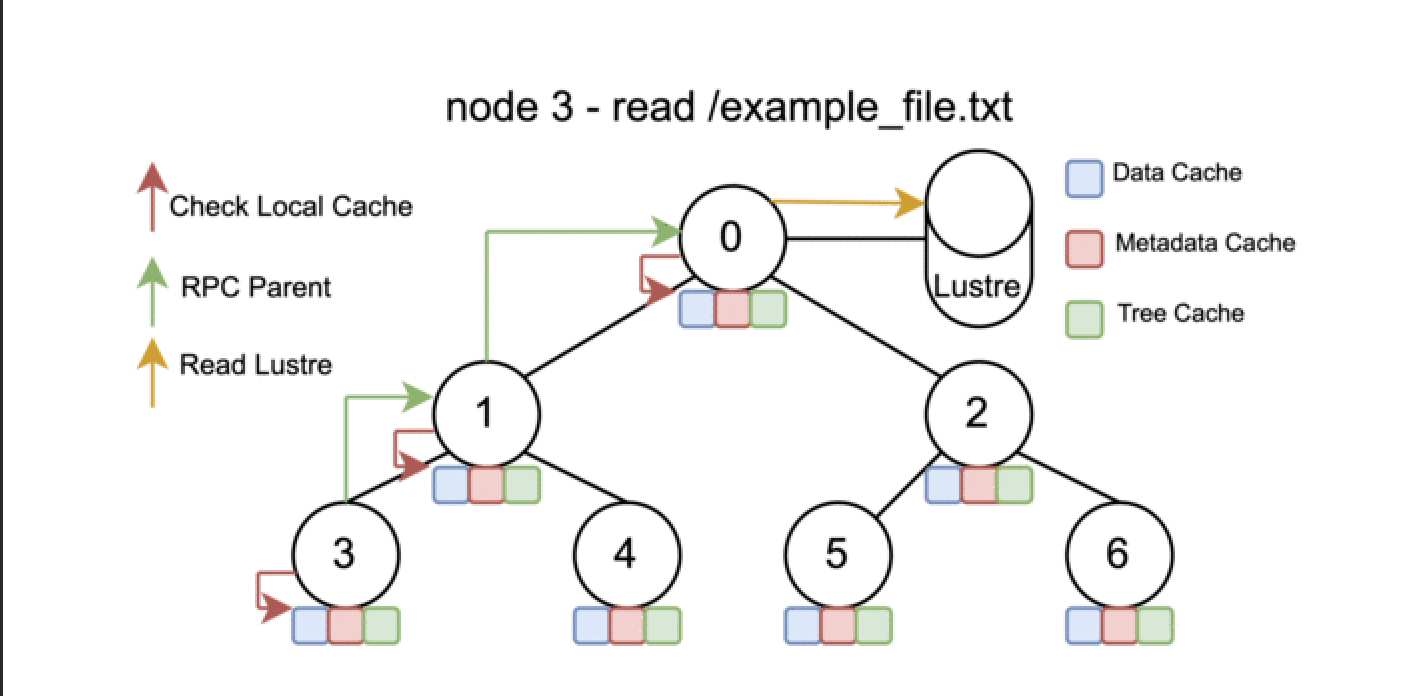 node 3 - read /example_file.txt
Check Local Cache
RPC Parent
Read Lustre
Data Cache
Metadata Cache
Tree Cache
Lustre
0
1
2
3
4
5
6